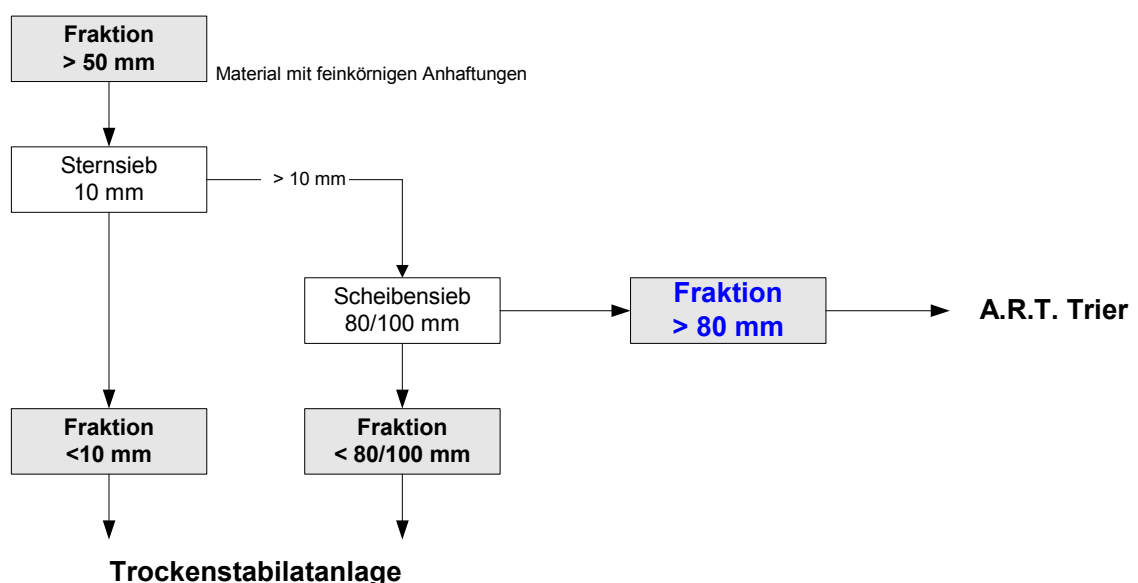 Fraktion
> 50 mm
Material mit feinkörnigen Anhaftungen
Sternsieb
10 mm
> 10 mm
Scheibensieb
80/100 mm
Fraktion
> 80 mm
A.R.T. Trier
Fraktion
<10 mm
Fraktion
< 80/100 mm
Trockenstabilatanlage